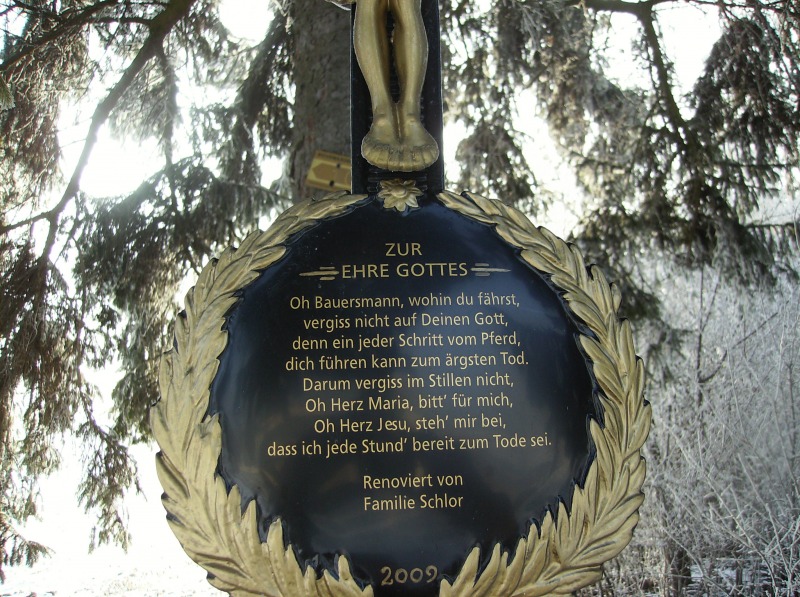 ZUR
EHRE GOTTES
Oh Bauersmann, wohin du fährst,
vergiss nicht auf Deinen Gott,
denn ein jeder Schritt vom Pferd,
dich führen kann zum ärgsten Tod.
Darum vergiss im Stillen nicht,
Oh Herz Maria, bitt' für mich,
Oh Herz Jesu, steh' mir bei,
dass ich jede Stund' bereit zum Tode sei.
Renoviert von
Familie Schlor
2009